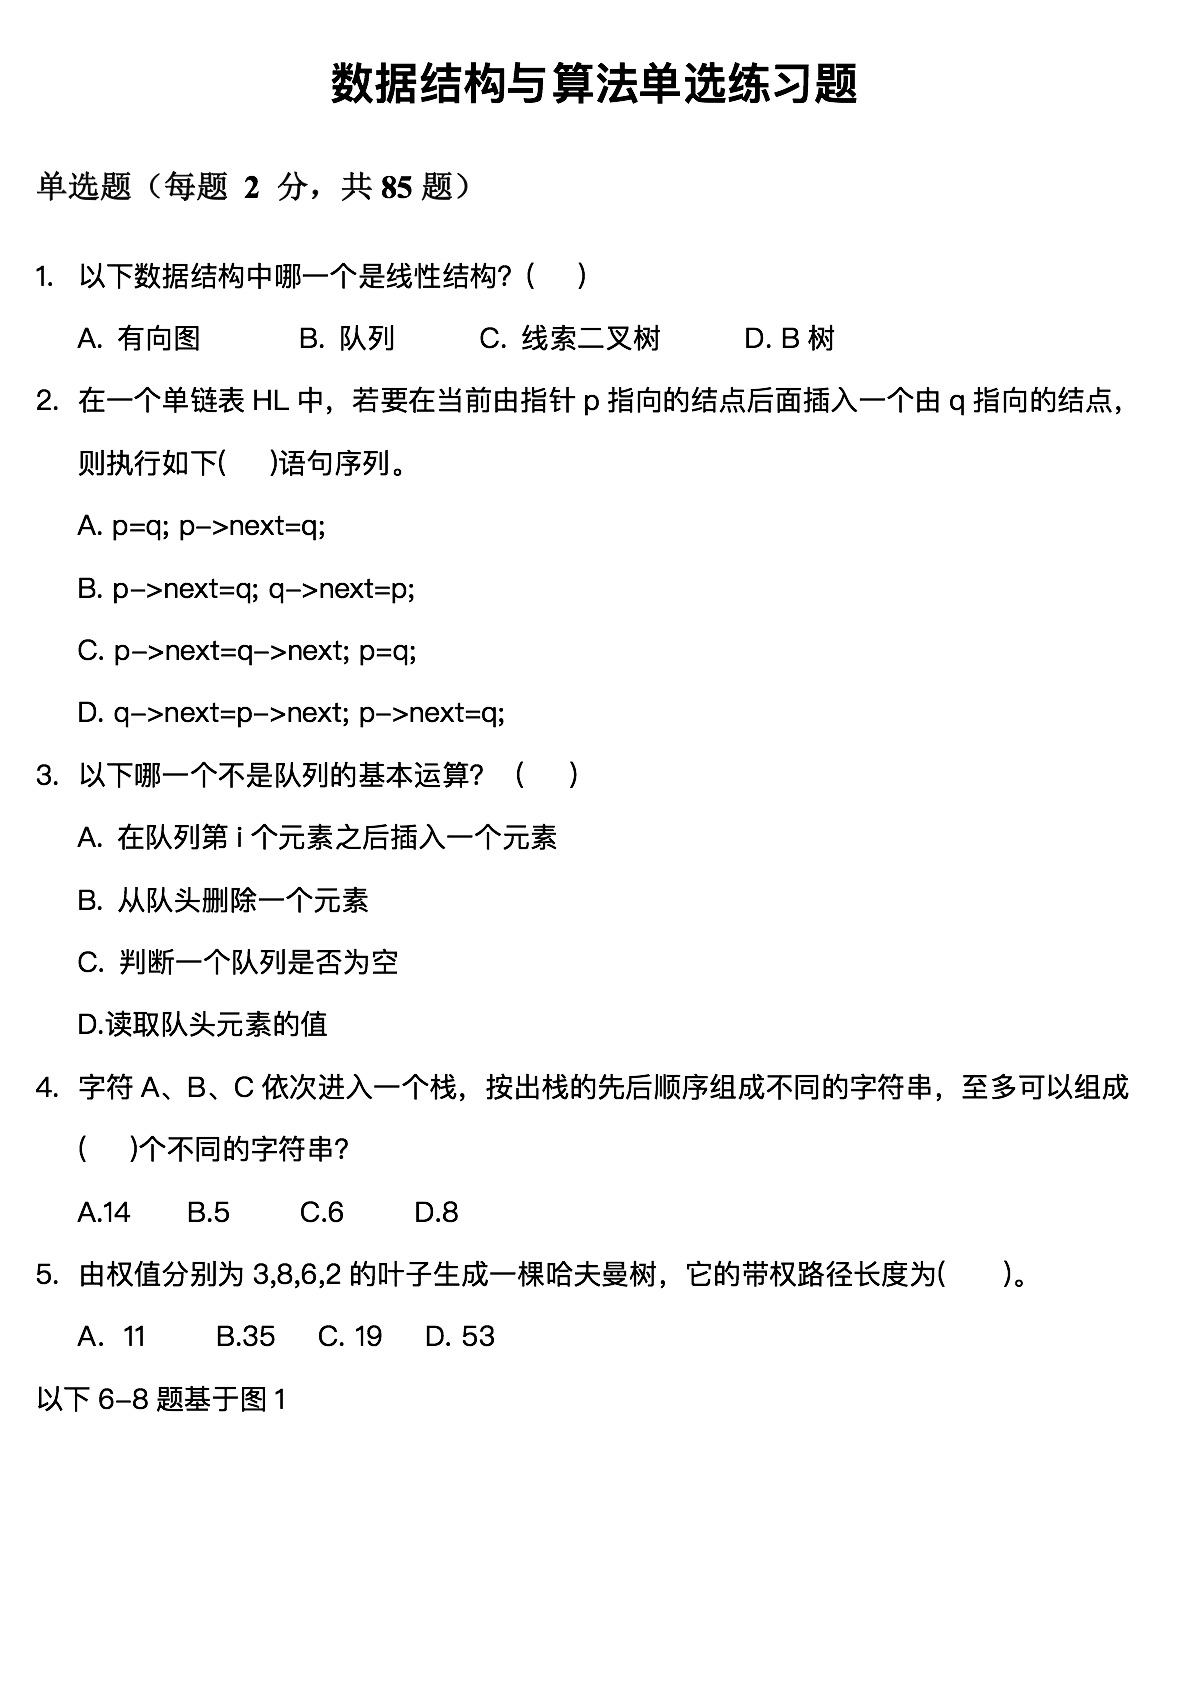 数据结构与算法单选练习题
单选题（每题 2 分，共 85 题）
1. 以下数据结构中哪一个是线性结构?（ ）
A. 有向图 B. 队列 C. 线索二叉树 D. B 树
2. 在一个单链表 HL 中，若要在当前由指针 p 指向的结点后面插入一个由 q 指向的结点，
则执行如下( )语句序列。
A. p=q; p–>next=q;
B. p–>next=q; q–>next=p;
C. p–>next=q–>next; p=q;
D. q–>next=p–>next; p–>next=q;
3. 以下哪一个不是队列的基本运算? （ ）
A. 在队列第 i 个元素之后插入一个元素
B. 从队头删除一个元素
C. 判断一个队列是否为空
D.读取队头元素的值
4. 字符 A、B、C 依次进入一个栈，按出栈的先后顺序组成不同的字符串，至多可以组成
( )个不同的字符串?
A.14 B.5 C.6 D.8
5. 由权值分别为 3,8,6,2 的叶子生成一棵哈夫曼树，它的带权路径长度为( )。
A. 11 B.35 C. 19 D. 53
以下 6–8 题基于图 1